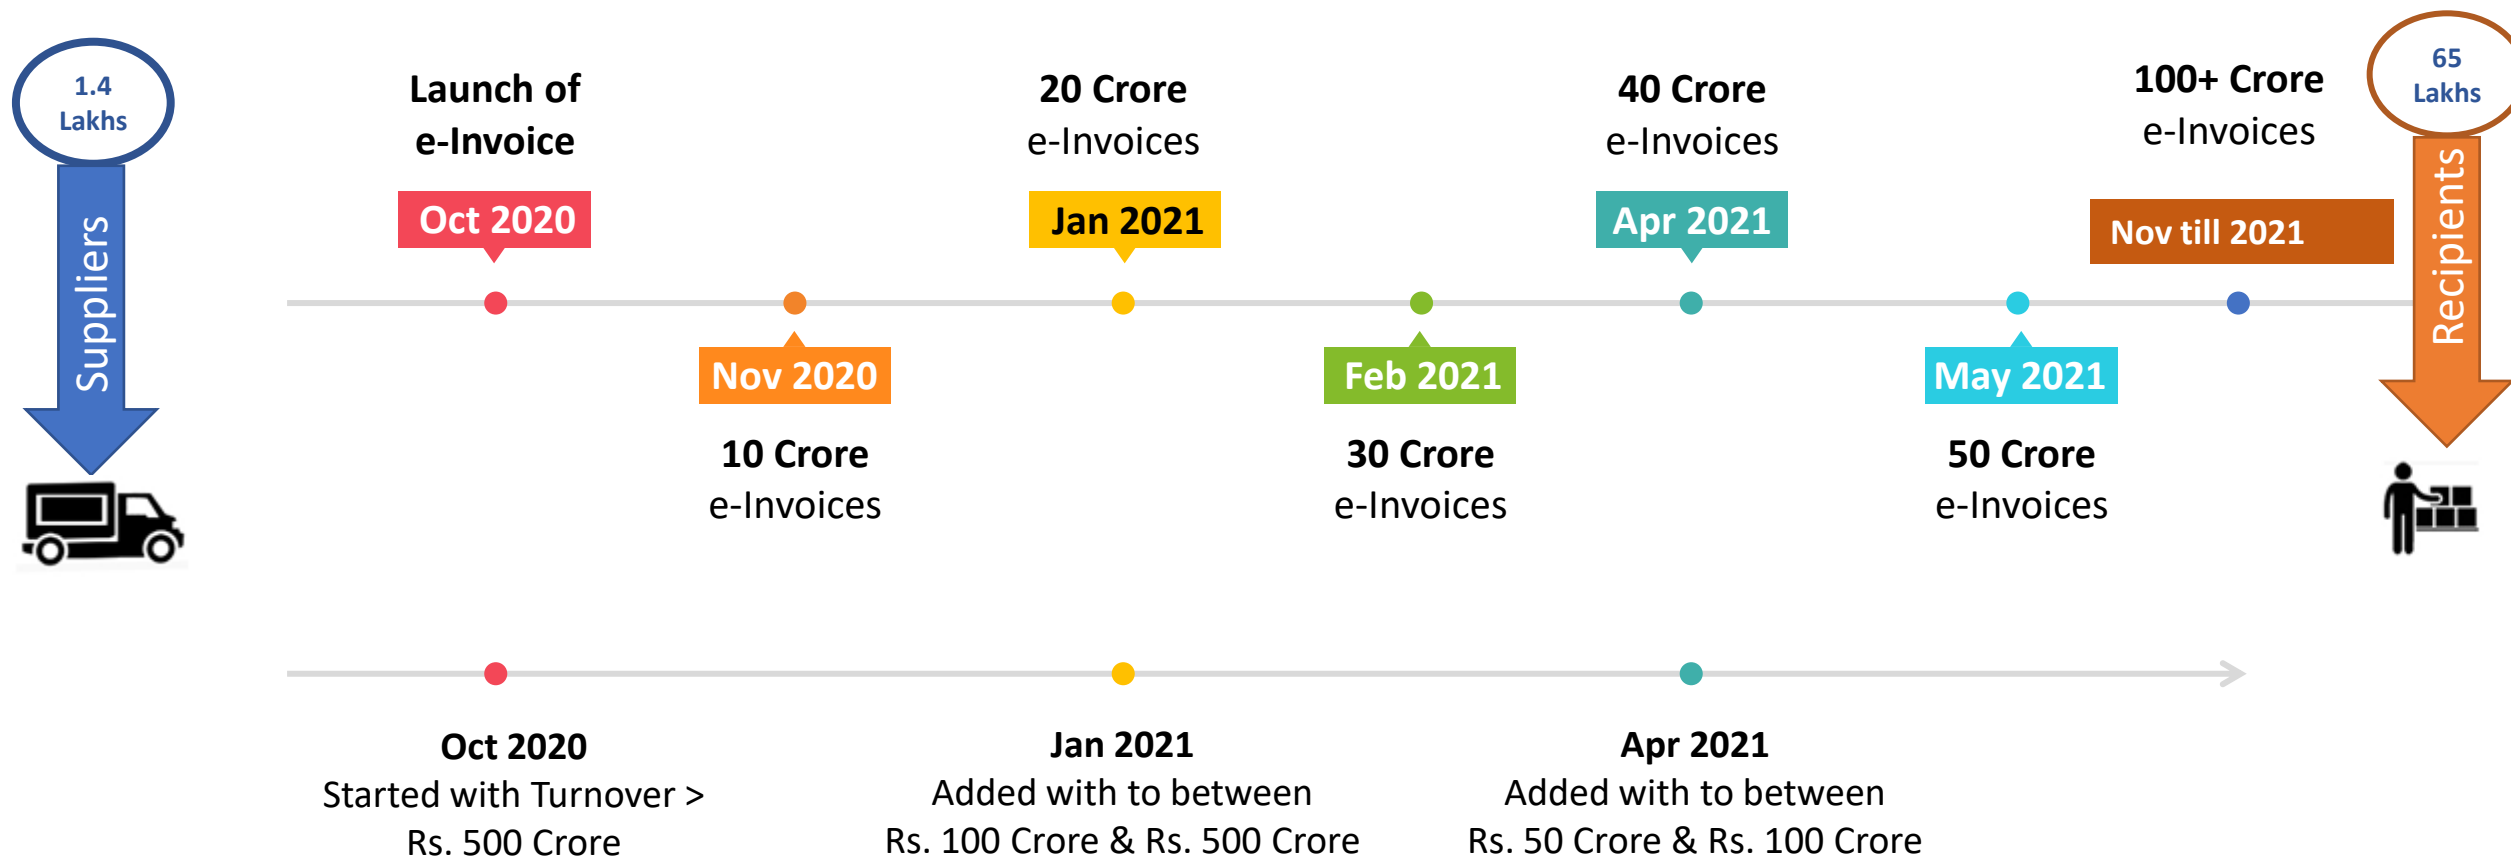 1.4
Lakhs
Suppliers
Launch of
e-Invoice
Oct 2020
Nov 2020
10 Crore
e-Invoices
20 Crore
e-Invoices
Jan 2021
Feb 2021
30 Crore
e-Invoices
40 Crore
e-Invoices
Apr 2021
May 2021
50 Crore
e-Invoices
100+ Crore
e-Invoices
Nov till 2021
65
Lakhs
Recipients
Oct 2020
Started with Turnover >
Rs. 500 Crore
Jan 2021
Added with to between
Rs. 100 Crore & Rs. 500 Crore
Apr 2021
Added with to between
Rs. 50 Crore & Rs. 100 Crore